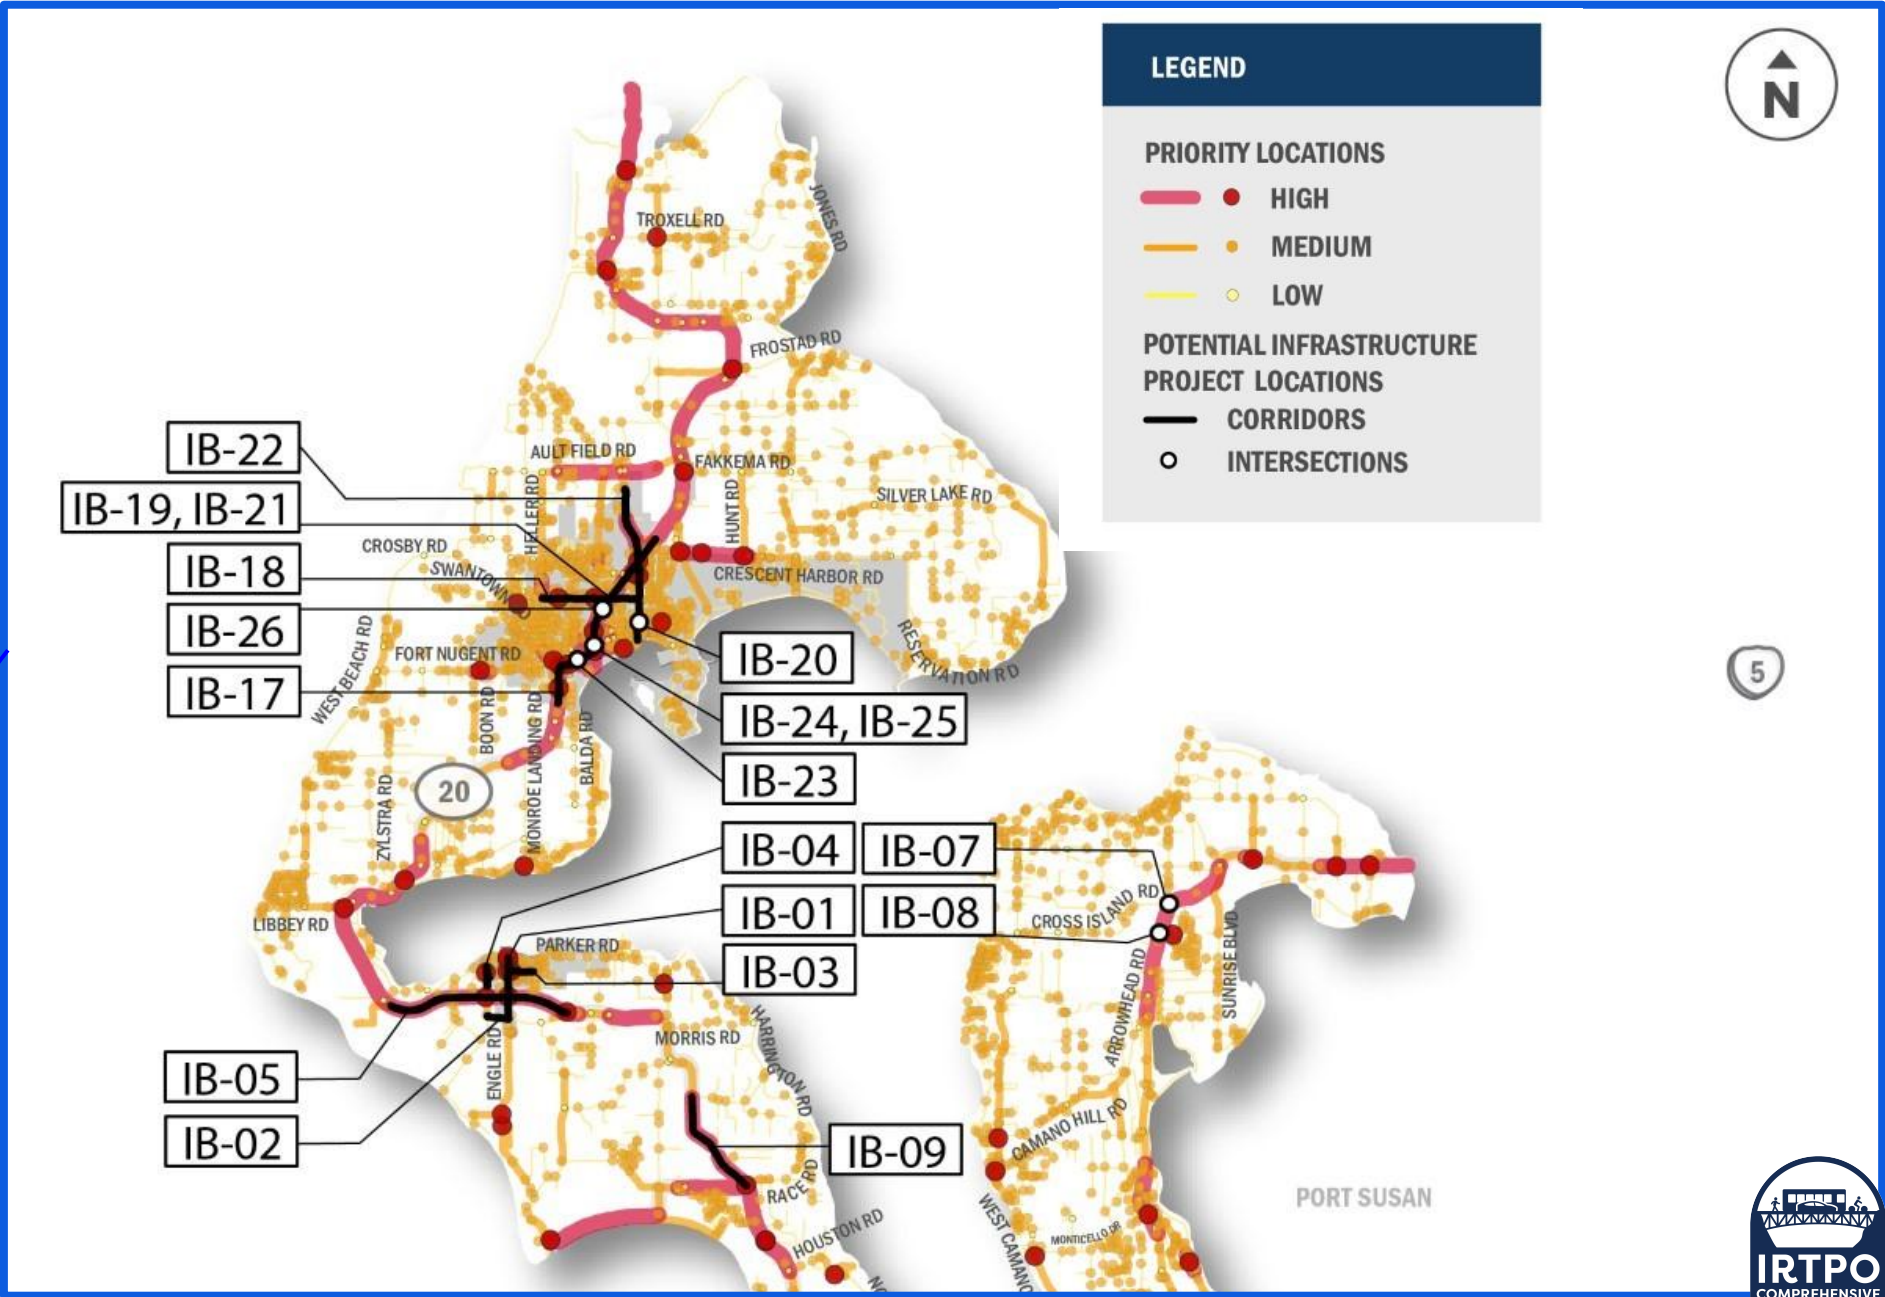 LEGEND
PRIORITY LOCATIONS
HIGH
MEDIUM
LOW
POTENTIAL INFRASTRUCTURE
PROJECT LOCATIONS
CORRIDORS
INTERSECTIONS
N
TROXELL RD
JONES RD
FROSTAD RD
IB-22
AULT FIELD RD
FAKKEMA RD
IB-19, IB-21
HELLER RD
HUNT RD
SILVER LAKE RD
CROSBY RD
IB-18
SWANTOWN RD
CRESCENT HARBOR RD
IB-26
WEST BEACH RD
FORT NUGENT RD
IB-20
RESERVATION RD
5
IB-17
BOON RD
MONROE LANDING RD
BALDA RD
IB-24, IB-25
IB-23
20
ZYLSTRA RD
IB-04
IB-07
IB-01
IB-08
CROSS ISLAND RD
LIBBEY RD
PARKER RD
IB-03
ARROWHEAD RD
SUNRISE BLVD
MORRIS RD
HARRINGTON RD
IB-05
ENGLE RD
IB-02
CAMANO HILL RD
IB-09
RACE RD
PORT SUSAN
HOUSTON RD
WEST CAMANO
MONTICELLO DR
NO
IRTPO
COMPREHENSIVE